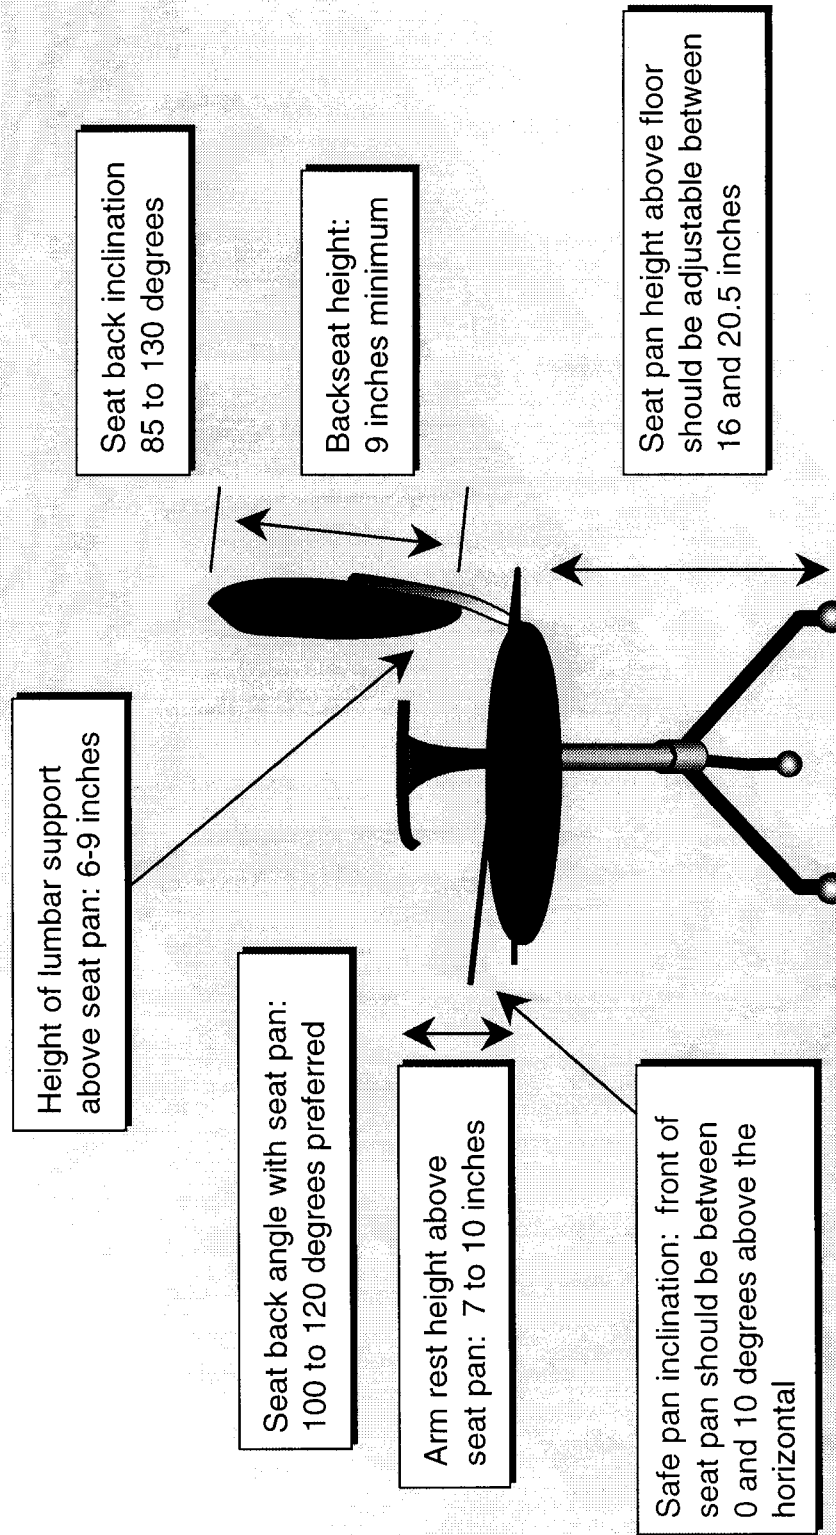 Height of lumbar support
above seat pan: 6-9 inches
Seat back inclination
85 to 130 degrees
Seat back angle with seat pan:
100 to 120 degrees preferred
Backseat height:
9 inches minimum
Arm rest height above
seat pan: 7 to 10 inches
Safe pan inclination: front of
seat pan should be between
0 and 10 degrees above the
horizontal
Seat pan height above floor
should be adjustable between
16 and 20.5 inches